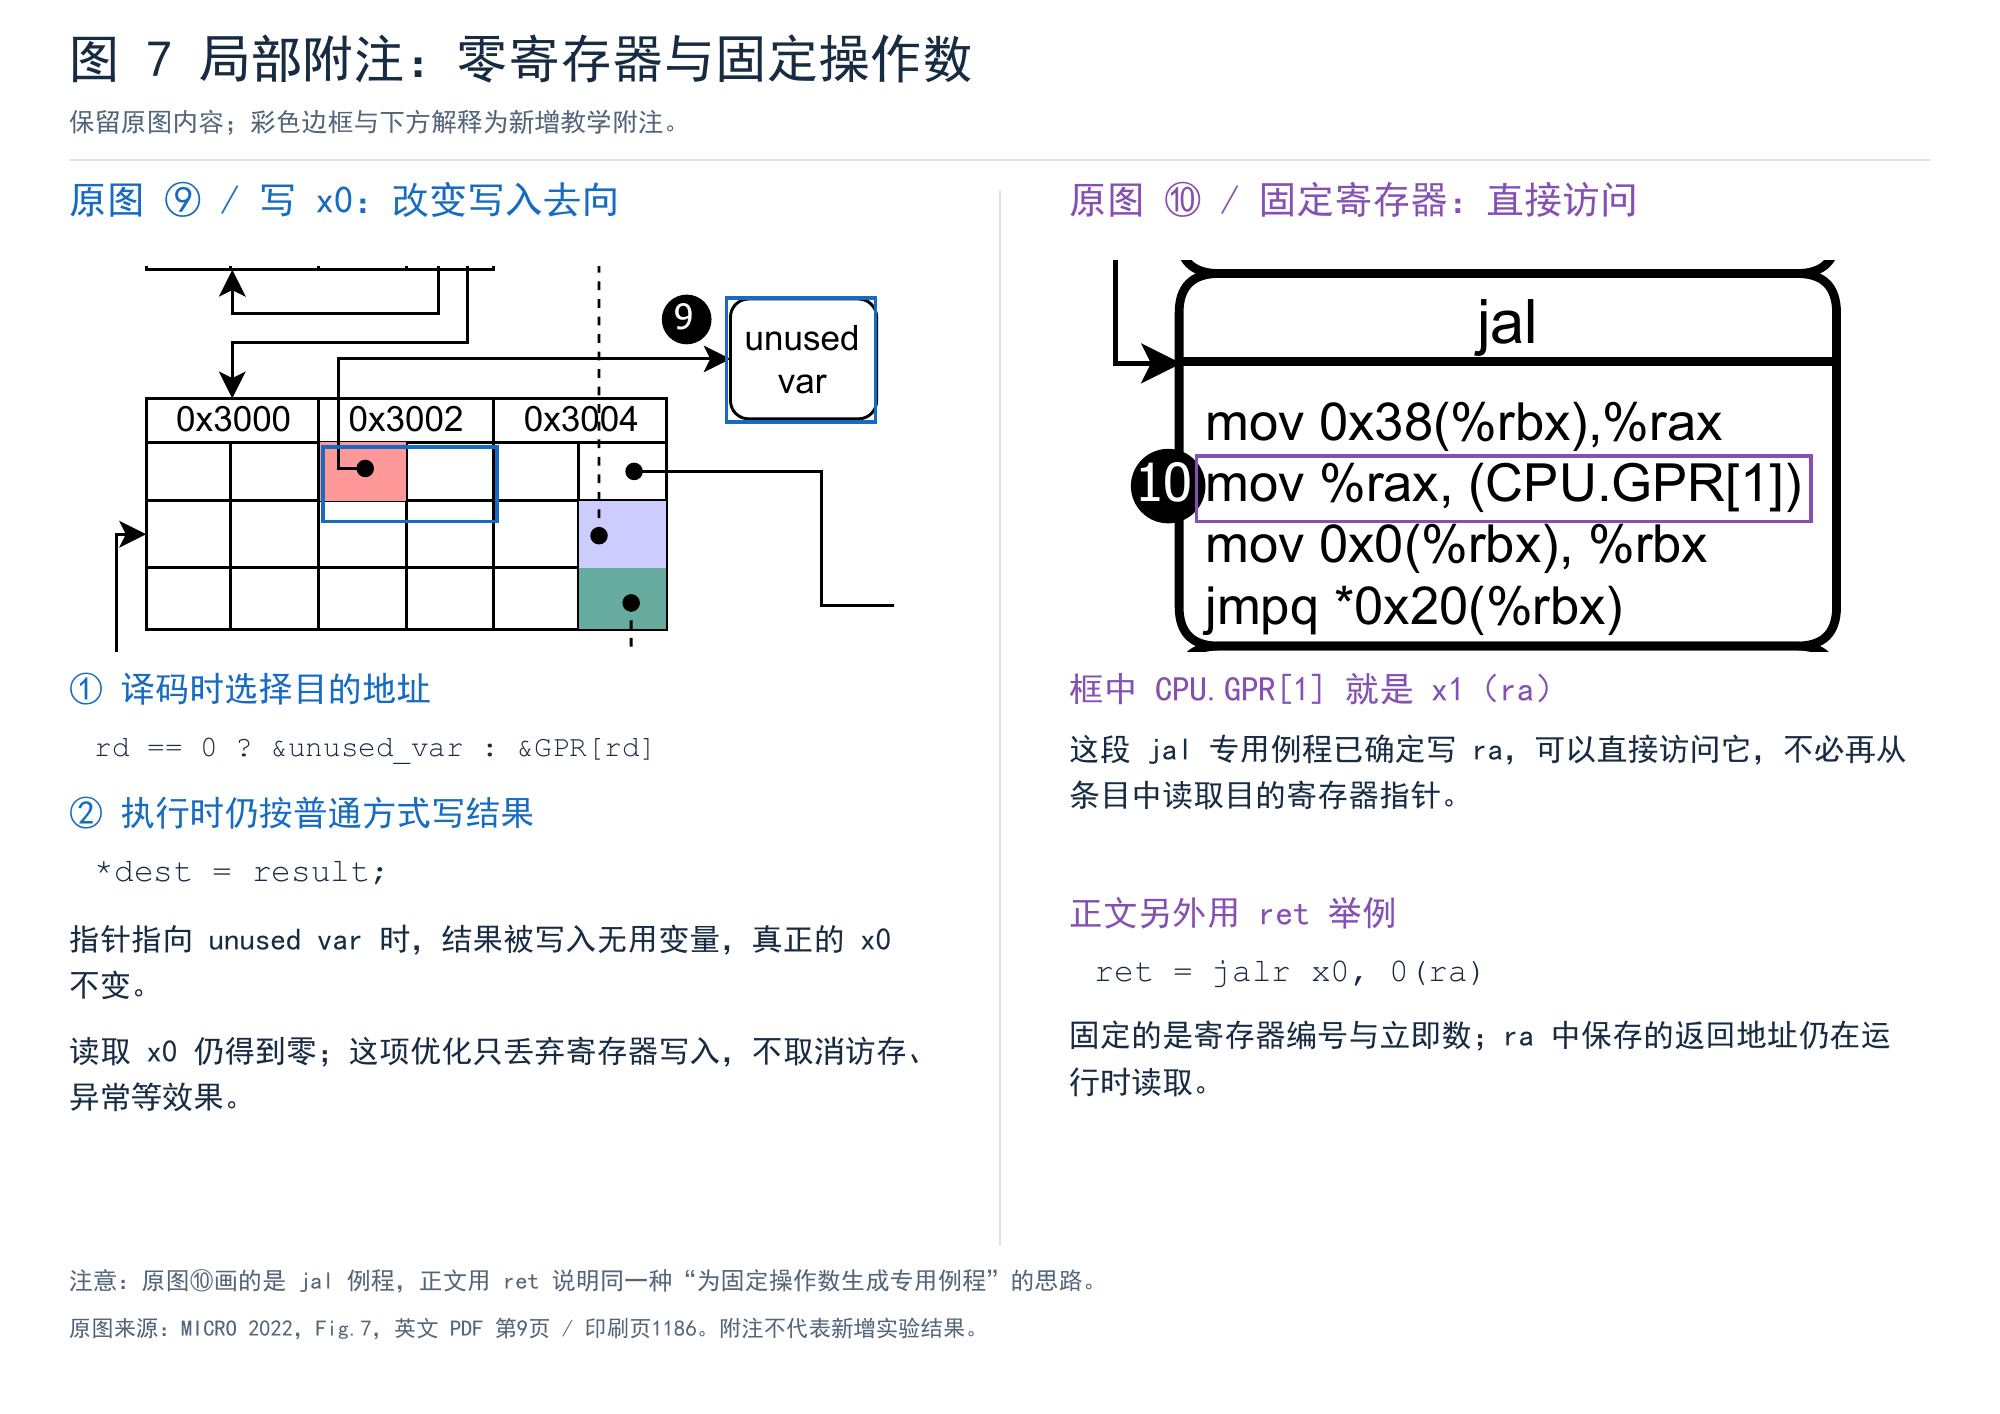 图 7 局部附注：零寄存器与固定操作数
保留原图内容；彩色边框与下方解释为新增教学附注。
原图 ⑨ / 写 x0：改变写入去向
9
unused
var
0x3000 0x3002 0x3004
① 译码时选择目的地址
rd == 0 ? &unused_var : &GPR[rd]
② 执行时仍按普通方式写结果
*dest = result;
指针指向 unused var 时，结果被写入无用变量，真正的 x0
不变。
读取 x0 仍得到零；这项优化只丢弃寄存器写入，不取消访存、
异常等效果。
原图 ⑩ / 固定寄存器：直接访问
jal
mov 0x38(%rbx),%rax
10 mov %rax, (CPU.GPR[1])
mov 0x0(%rbx), %rbx
jmpq *0x20(%rbx)
框中 CPU.GPR[1] 就是 x1（ra）
这段 jal 专用例程已确定写 ra，可以直接访问它，不必再从
条目中读取目的寄存器指针。
正文另外用 ret 举例
ret = jalr x0, 0(ra)
固定的是寄存器编号与立即数；ra 中保存的返回地址仍在运
行时读取。
注意：原图⑩画的是 jal 例程，正文用 ret 说明同一种“为固定操作数生成专用例程”的思路。
原图来源：MICRO 2022，Fig.7，英文 PDF 第9页 / 印刷页1186。附注不代表新增实验结果。